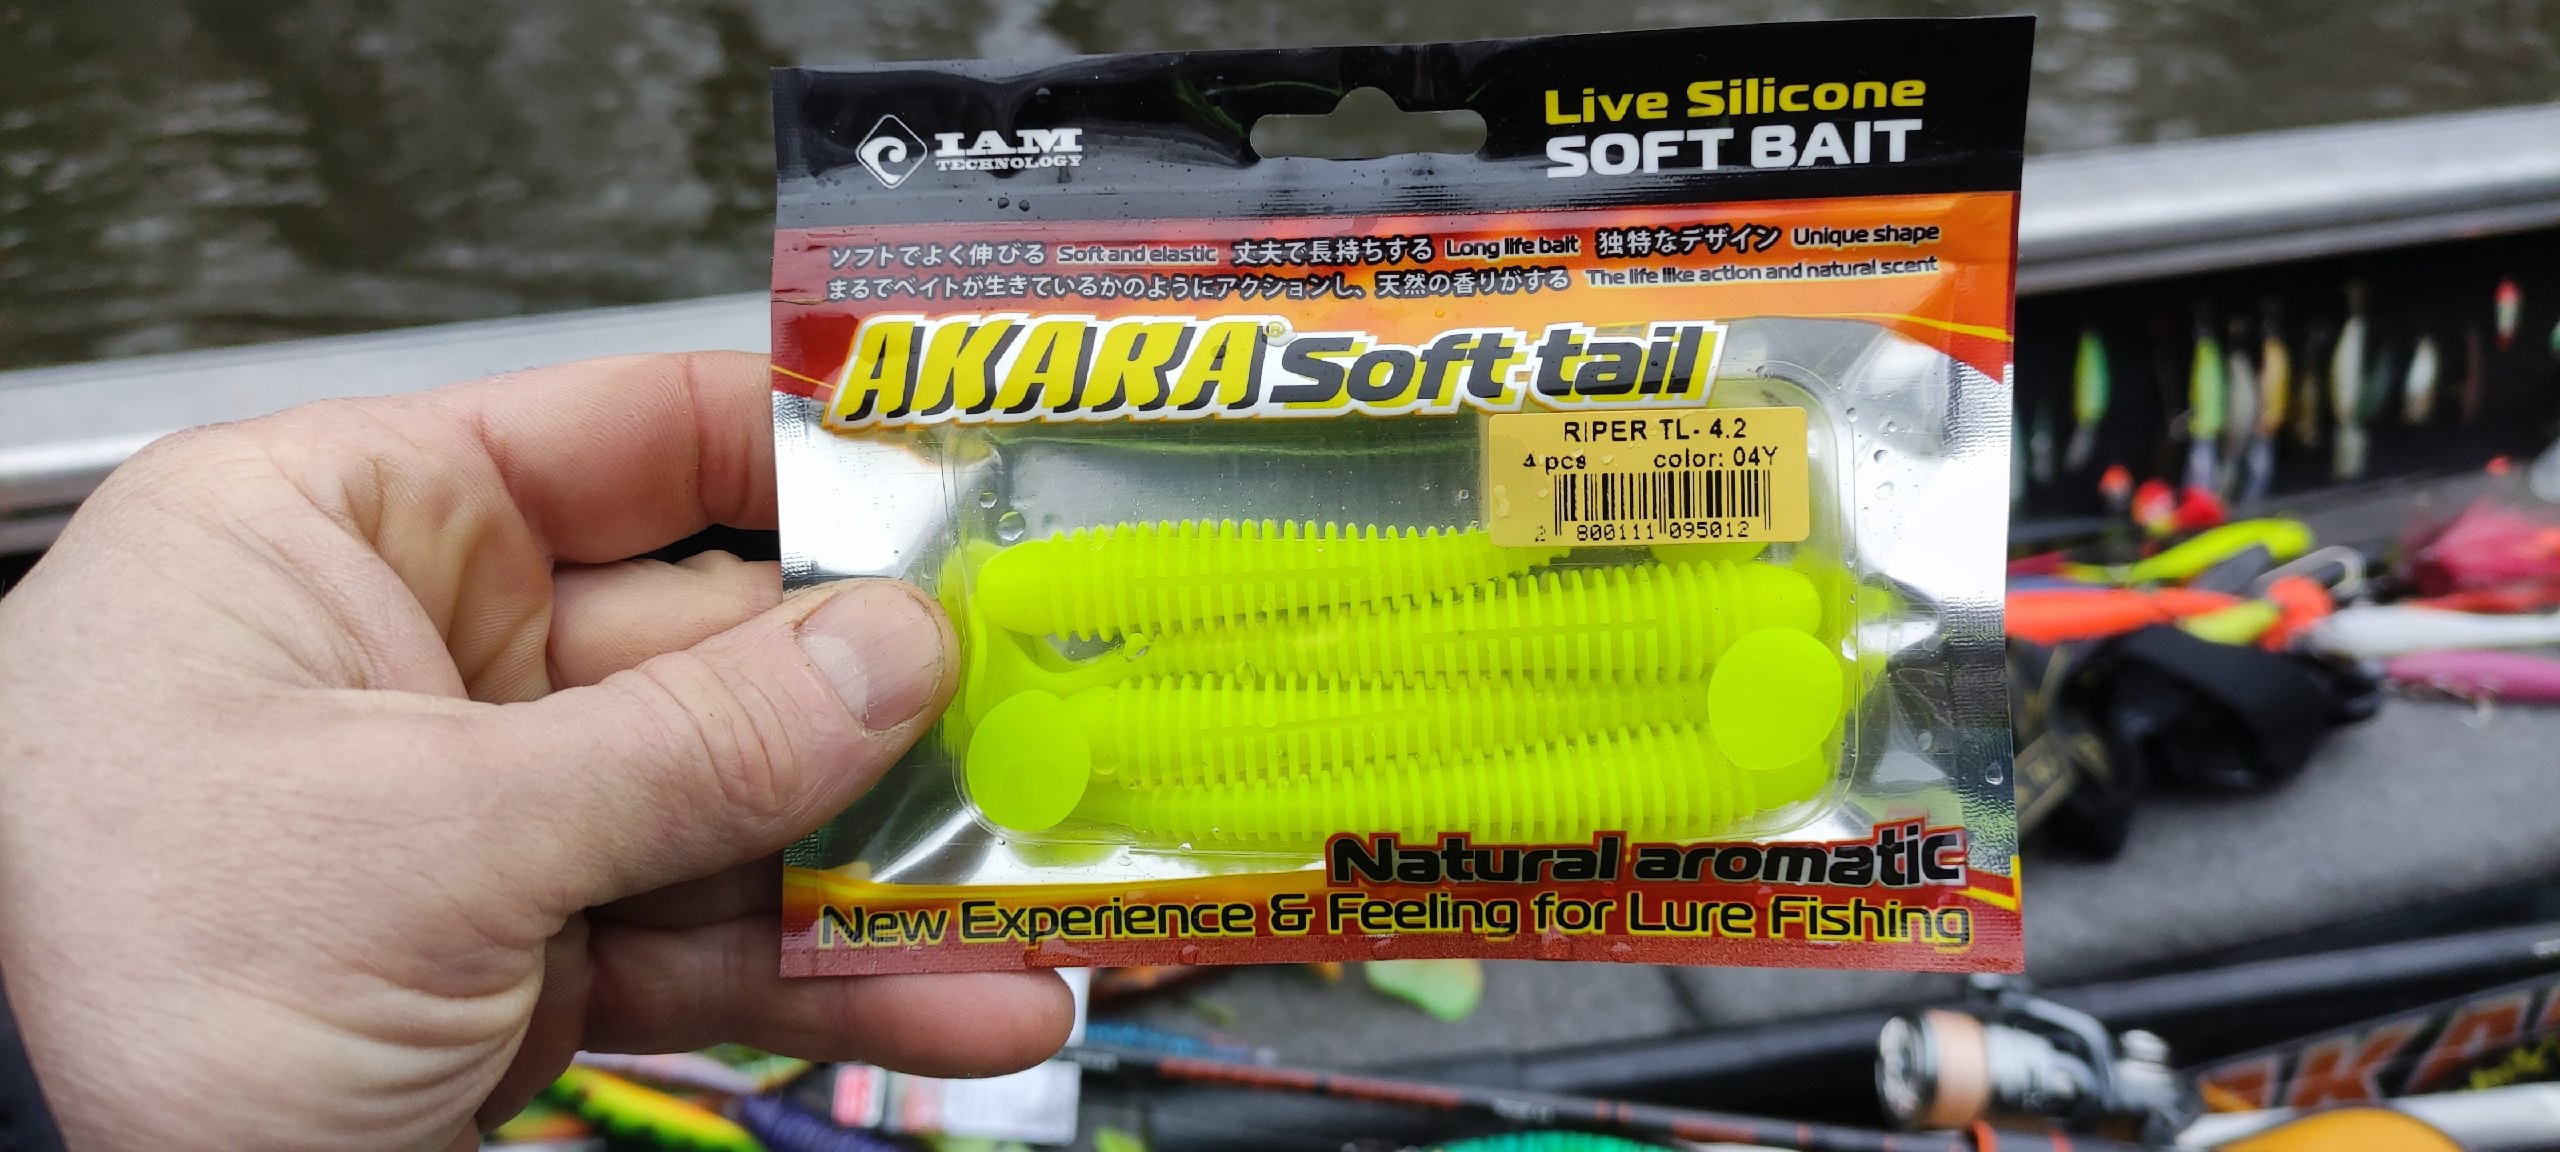 IAM
TECHNOLOGY
Live Silicone
SOFT BAIT
ソフトでよく伸びる Soft and elastic 丈夫で長持ちする Long life bait 独特なデザイン Unique shape
まるでベイトが生きているかのようにアクションし、天然の香りがする The life like action and natural scent
AKARA® Soft tail
RIPER TL- 4.2
4 pcs color: 04Y
2 800111 095012
Natural aromatic
New Experience & Feeling for Lure Fishing